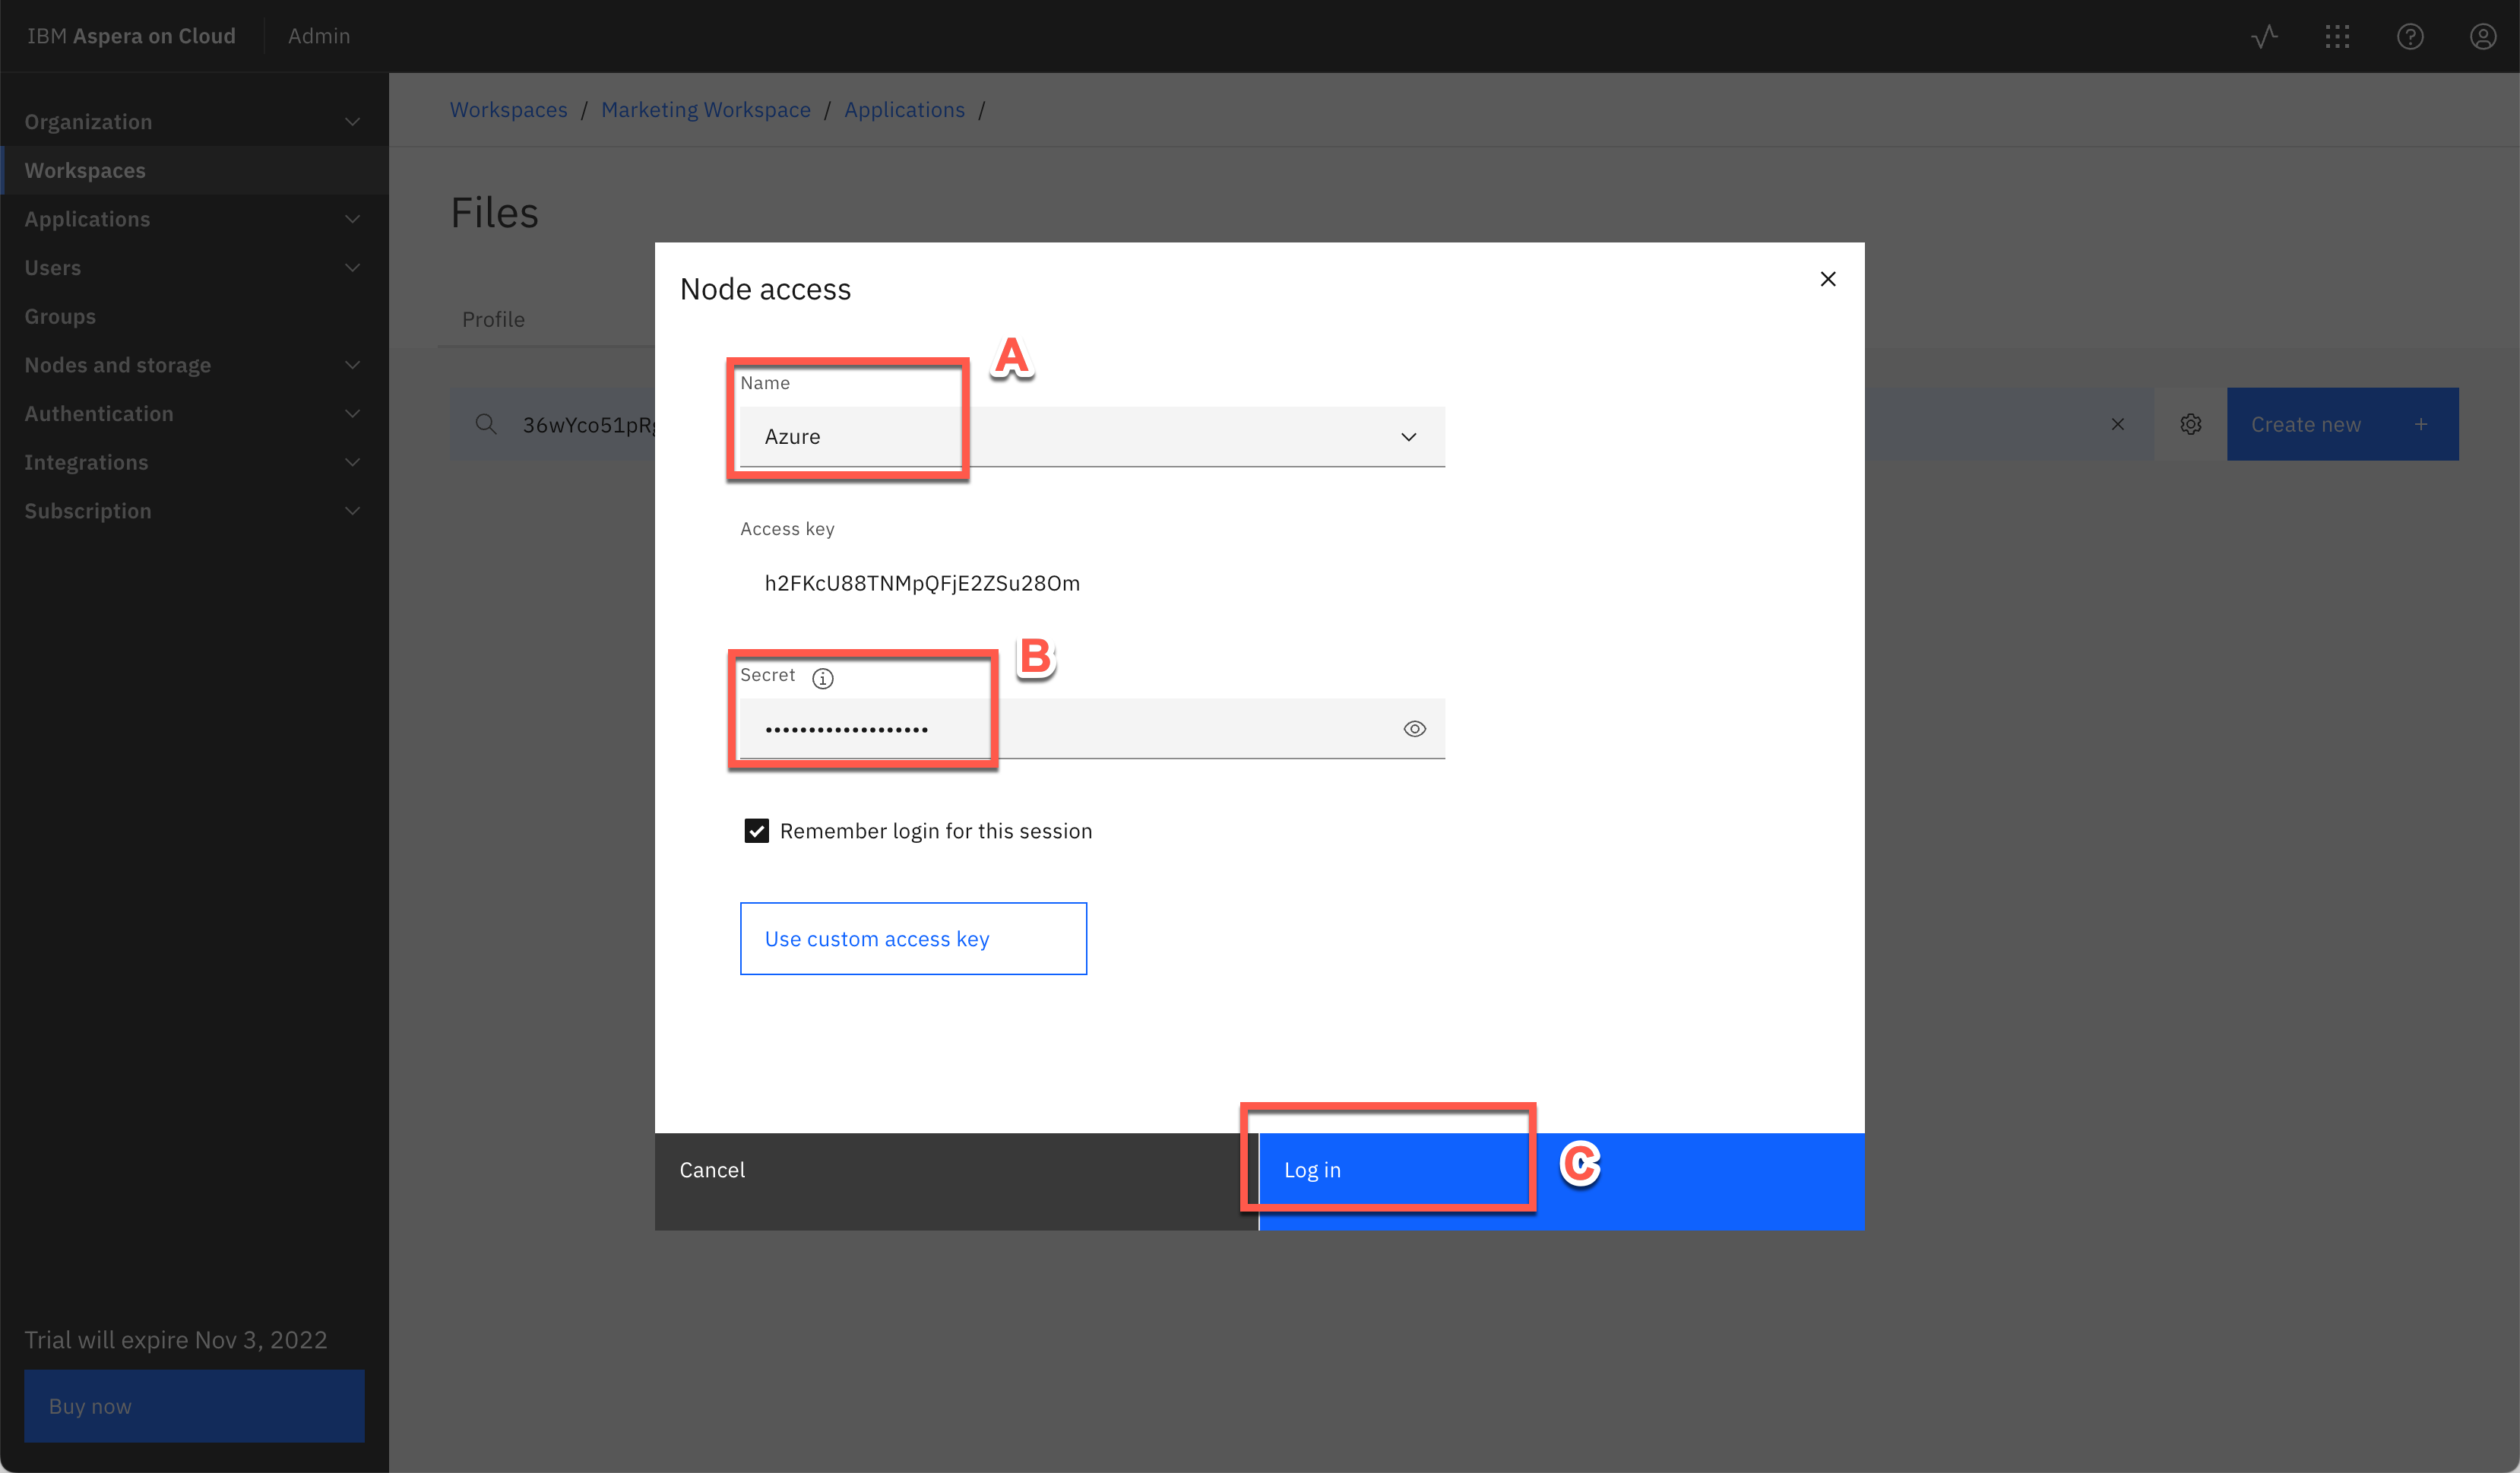 IBM Aspera on Cloud Admin
Organization
Workspaces
Applications
Users
Groups
Nodes and storage
Authentication
Integrations
Subscription
Trial will expire Nov 3, 2022
Buy now
Workspaces / Marketing Workspace / Applications /
Files
Profile
36wYco51pRg
Create new +
Node access
A
Name
Azure
Access key
h2FKcU88TNMpQFjE2ZSu28Om
B
Secret
•••••••••••••••••••
Remember login for this session
Use custom access key
Cancel
Log in
C